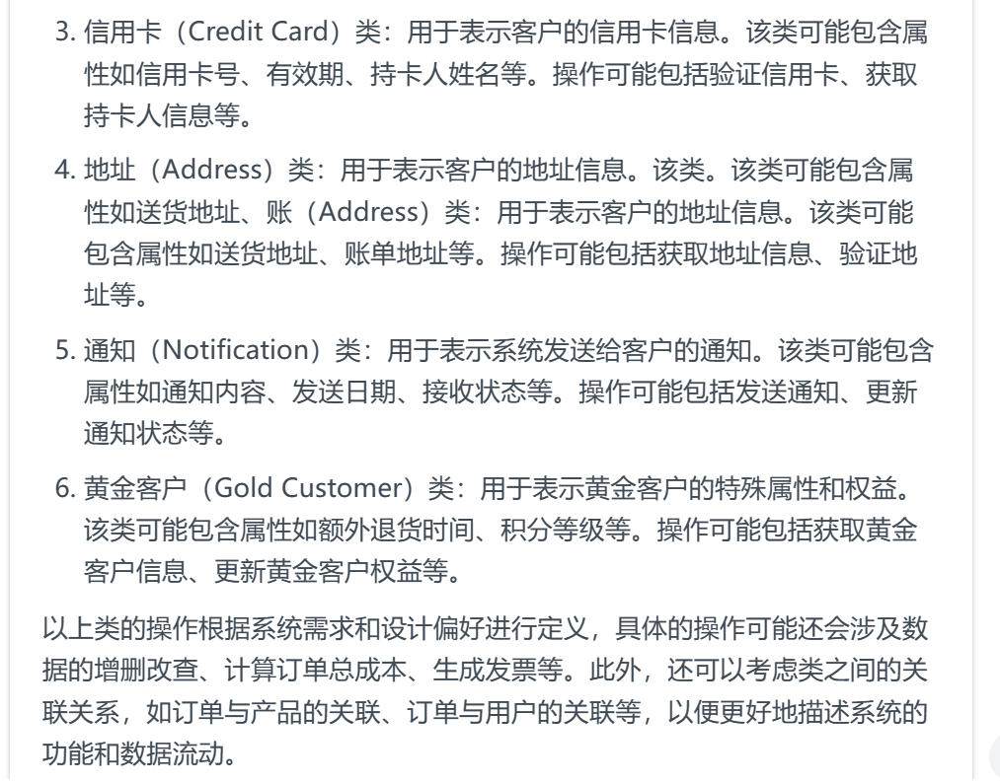 3. 信用卡（Credit Card）类：用于表示客户的信用卡信息。该类可能包含属
性如信用卡号、有效期、持卡人姓名等。操作可能包括验证信用卡、获取
持卡人信息等。
4. 地址（Address）类：用于表示客户的地址信息。该类。该类可能包含属
性如送货地址、账（Address）类：用于表示客户的地址信息。该类可能
包含属性如送货地址、账单地址等。操作可能包括获取地址信息、验证地
址等。
5. 通知（Notification）类：用于表示系统发送给客户的通知。该类可能包含
属性如通知内容、发送日期、接收状态等。操作可能包括发送通知、更新
通知状态等。
6. 黄金客户（Gold Customer）类：用于表示黄金客户的特殊属性和权益。
该类可能包含属性如额外退货时间、积分等级等。操作可能包括获取黄金
客户信息、更新黄金客户权益等。
以上类的操作根据系统需求和设计偏好进行定义，具体的操作可能还会涉及数
据的增删改查、计算订单总成本、生成发票等。此外，还可以考虑类之间的关
联关系，如订单与产品的关联、订单与用户的关联等，以便更好地描述系统的
功能和数据流动。